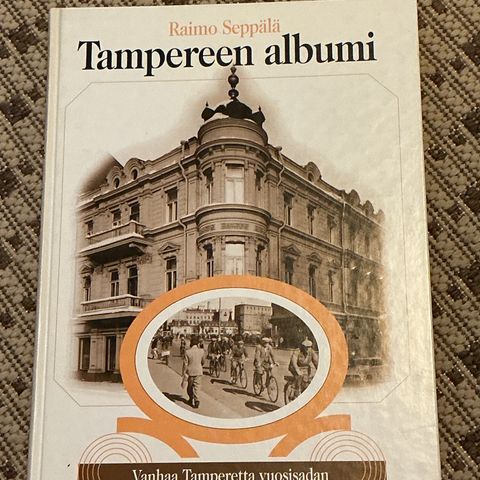 Raimo Seppälä
Tampereen albumi
Vanhaa Tamperetta vuosisadan